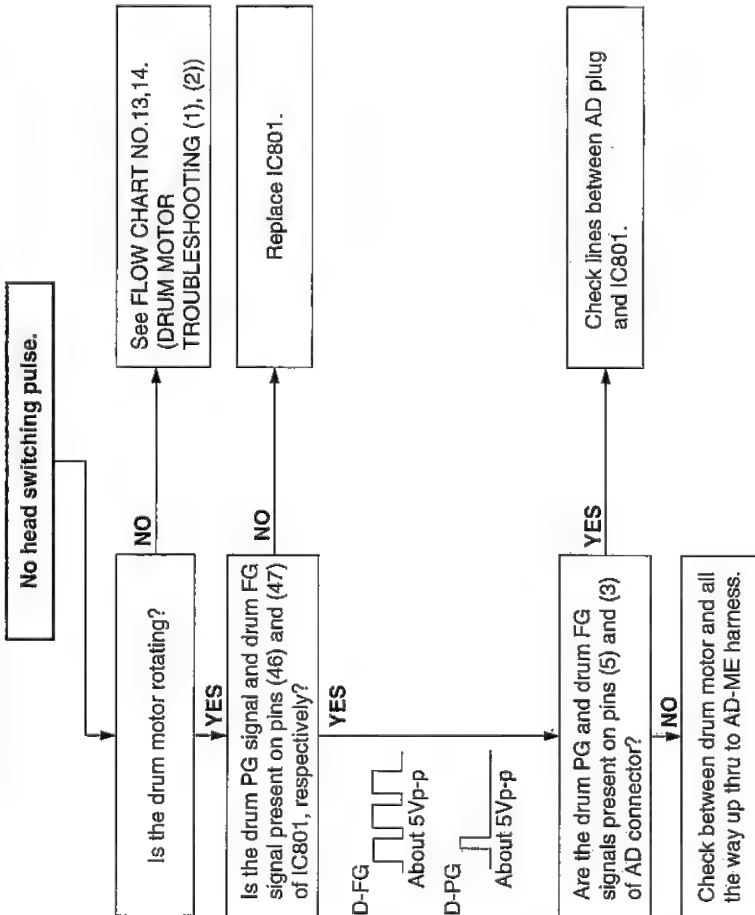 No head switching pulse.
Is the drum motor rotating?
NO
See FLOW CHART NO.13,14.
(DRUM MOTOR
TROUBLESHOOTING (1), (2))
YES
Is the drum PG signal and drum FG
signal present on pins (46) and (47)
of IC801, respectively?
NO
Replace IC801.
YES
D-FG
About 5Vp-p
D-PG
About 5Vp-p
Are the drum PG and drum FG
signals present on pins (5) and (3)
of AD connector?
YES
Check lines between AD plug
and IC801.
NO
Check between drum motor and all
the way up thru to AD-ME harness.